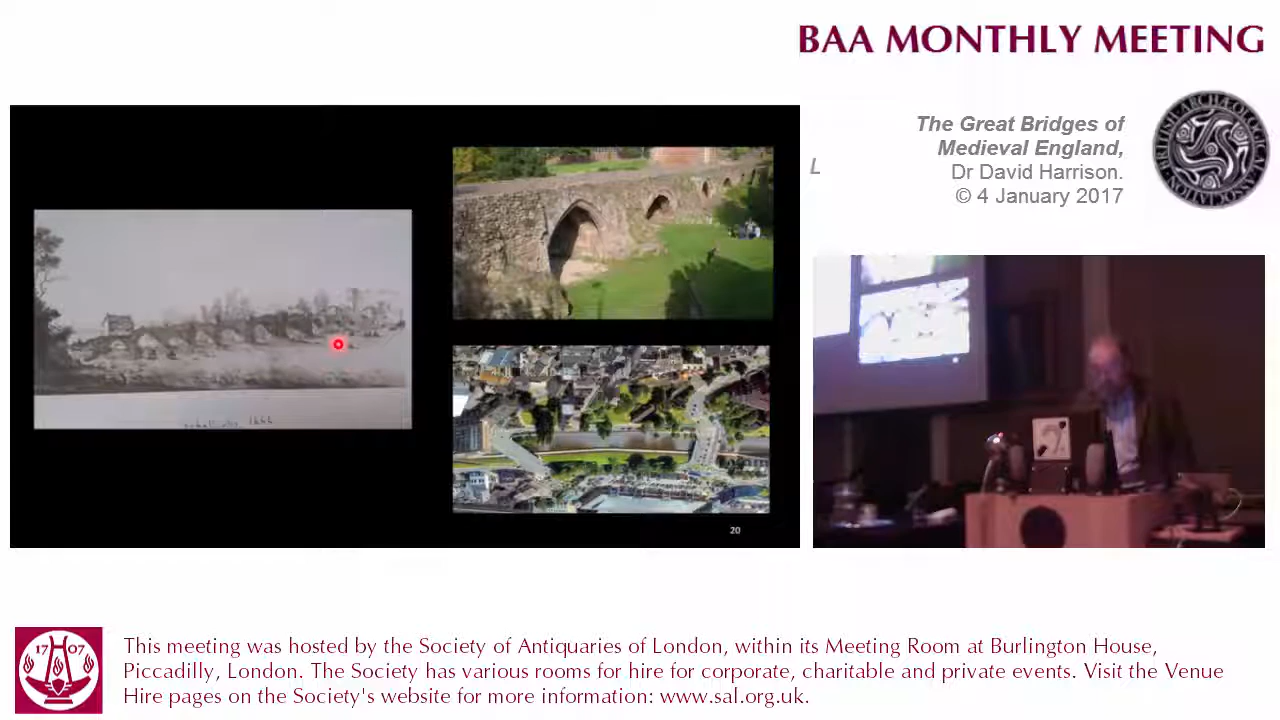 BAA MONTHLY MEETING
The Great Bridges of
Medieval England,
Dr David Harrison.
© 4 January 2017
L
BRITISH ARCHÆOLOGICAL ASSOCIATION
20
1707
This meeting was hosted by the Society of Antiquaries of London, within its Meeting Room at Burlington House,
Piccadilly, London. The Society has various rooms for hire for corporate, charitable and private events. Visit the Venue
Hire pages on the Society's website for more information: www.sal.org.uk.